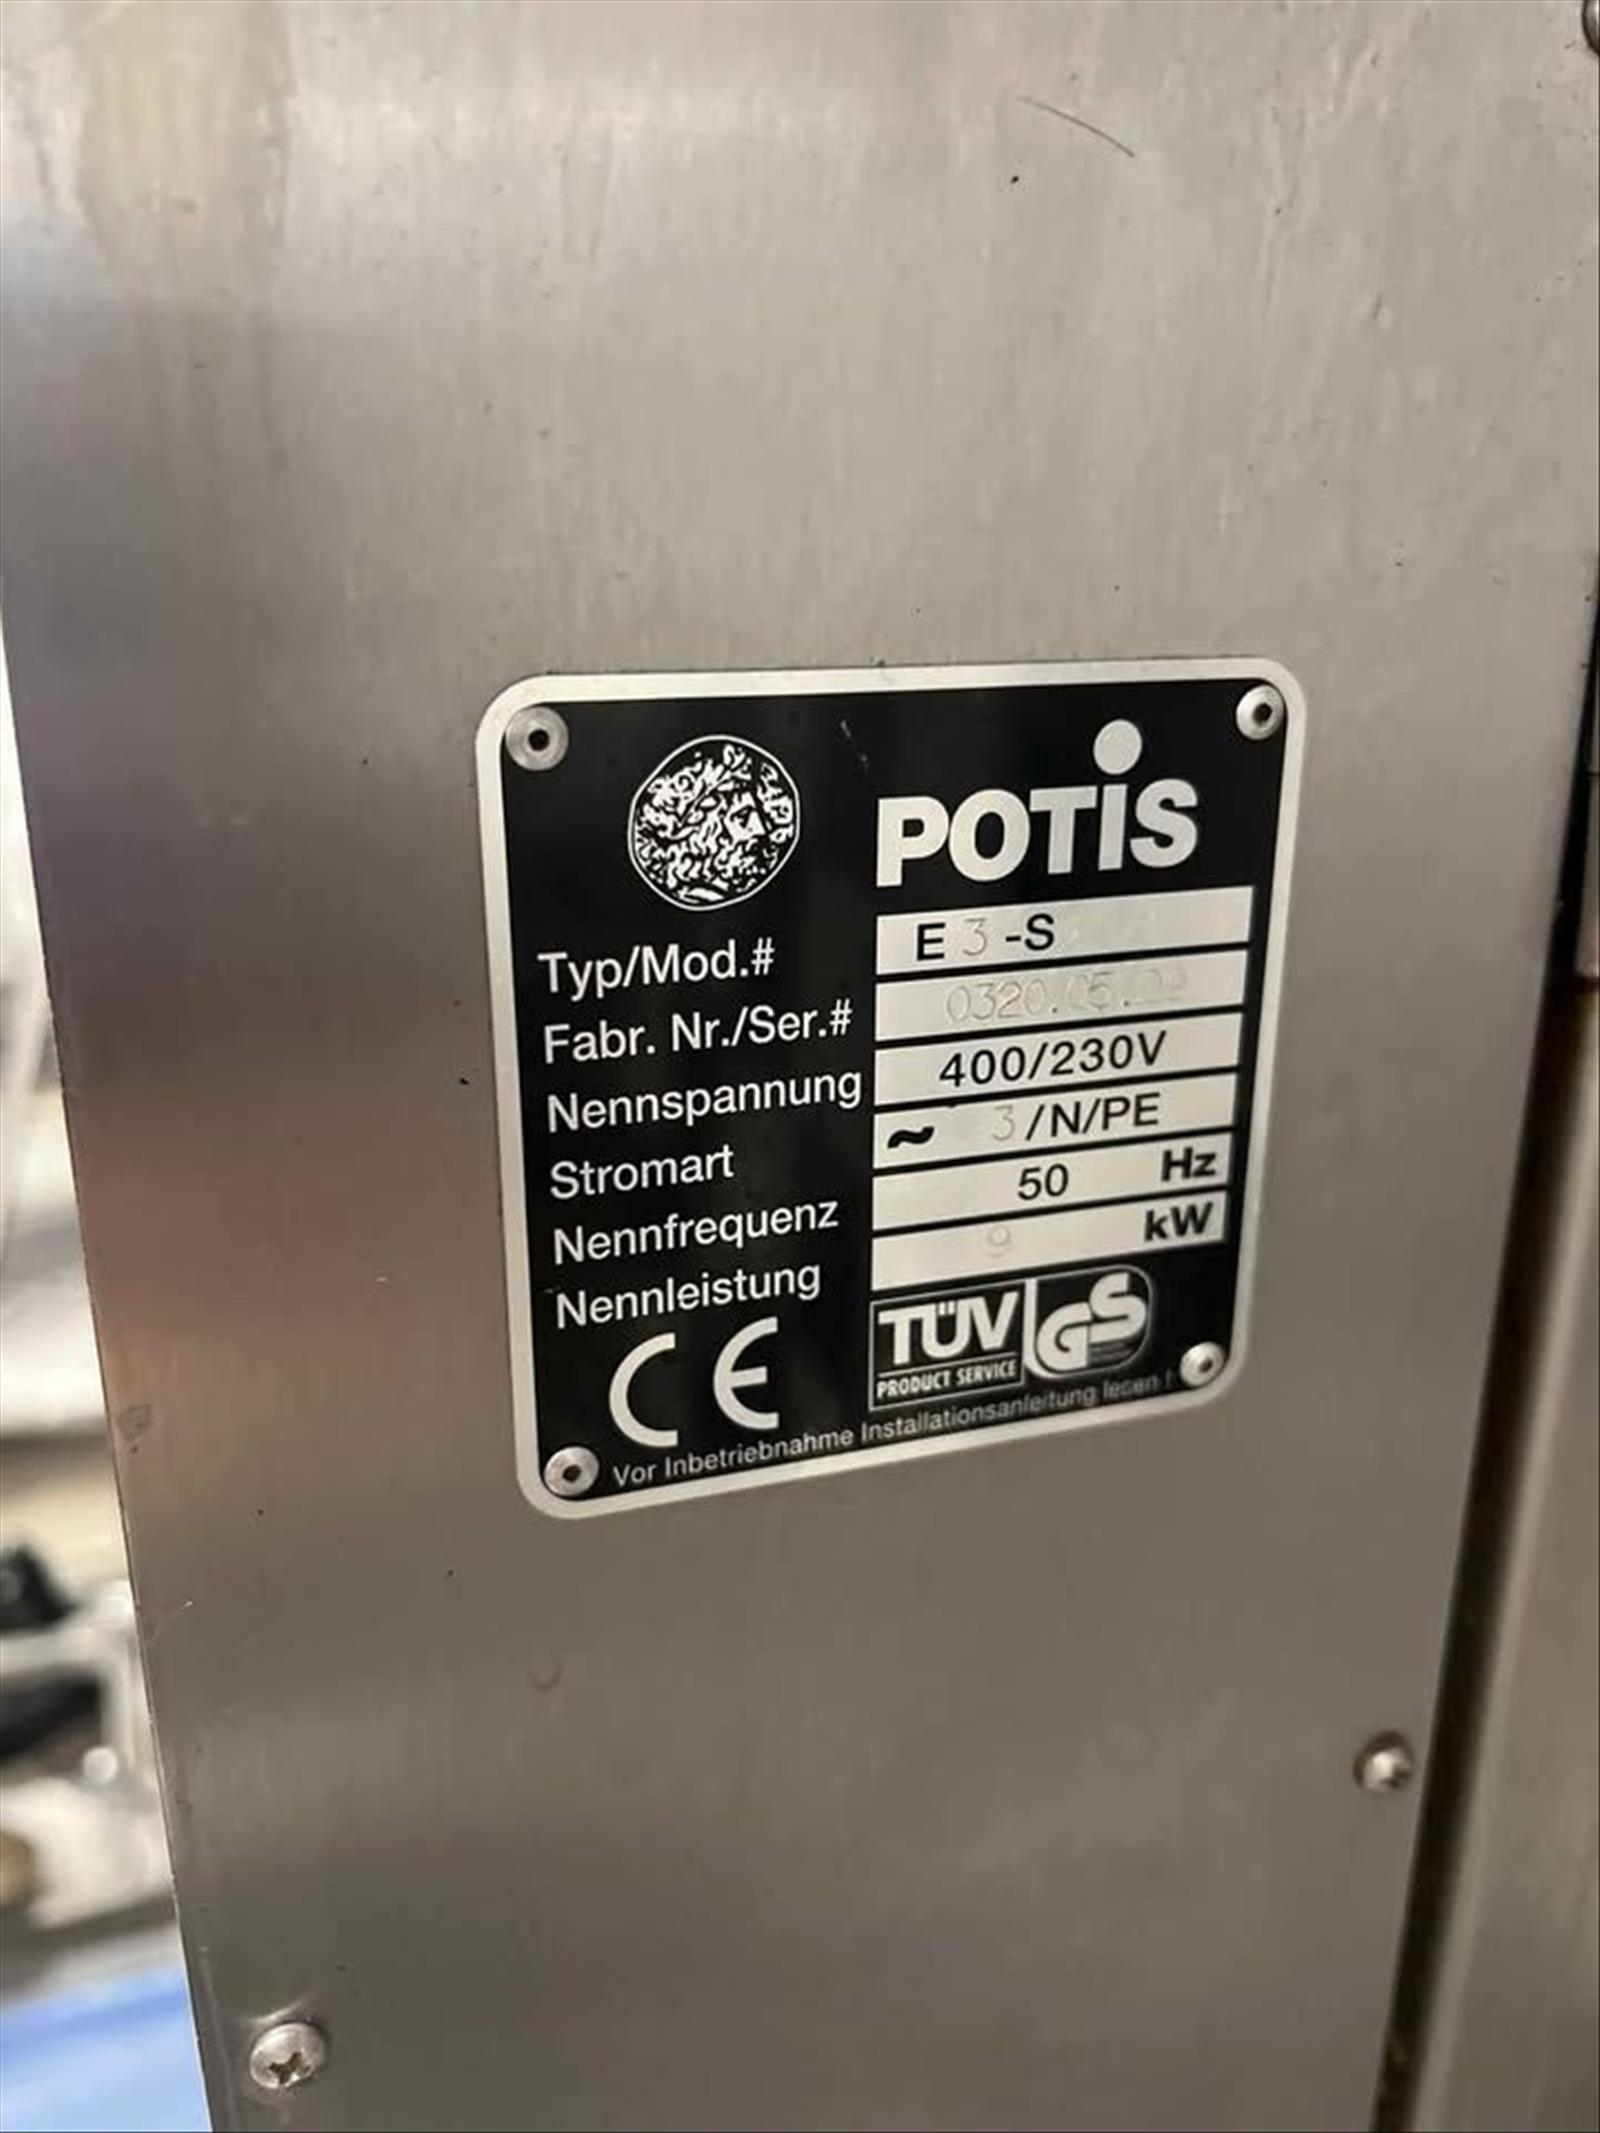 POTIS
Typ/Mod.# E 3 -S
Fabr. Nr./Ser.#
Nennspannung 400/230V
Stromart ~ 3/N/PE
Nennfrequenz 50 Hz
Nennleistung 9 kW
CE TÜV GS
PRODUCT SERVICE
Vor Inbetriebnahme Installationsanleitung lesen !